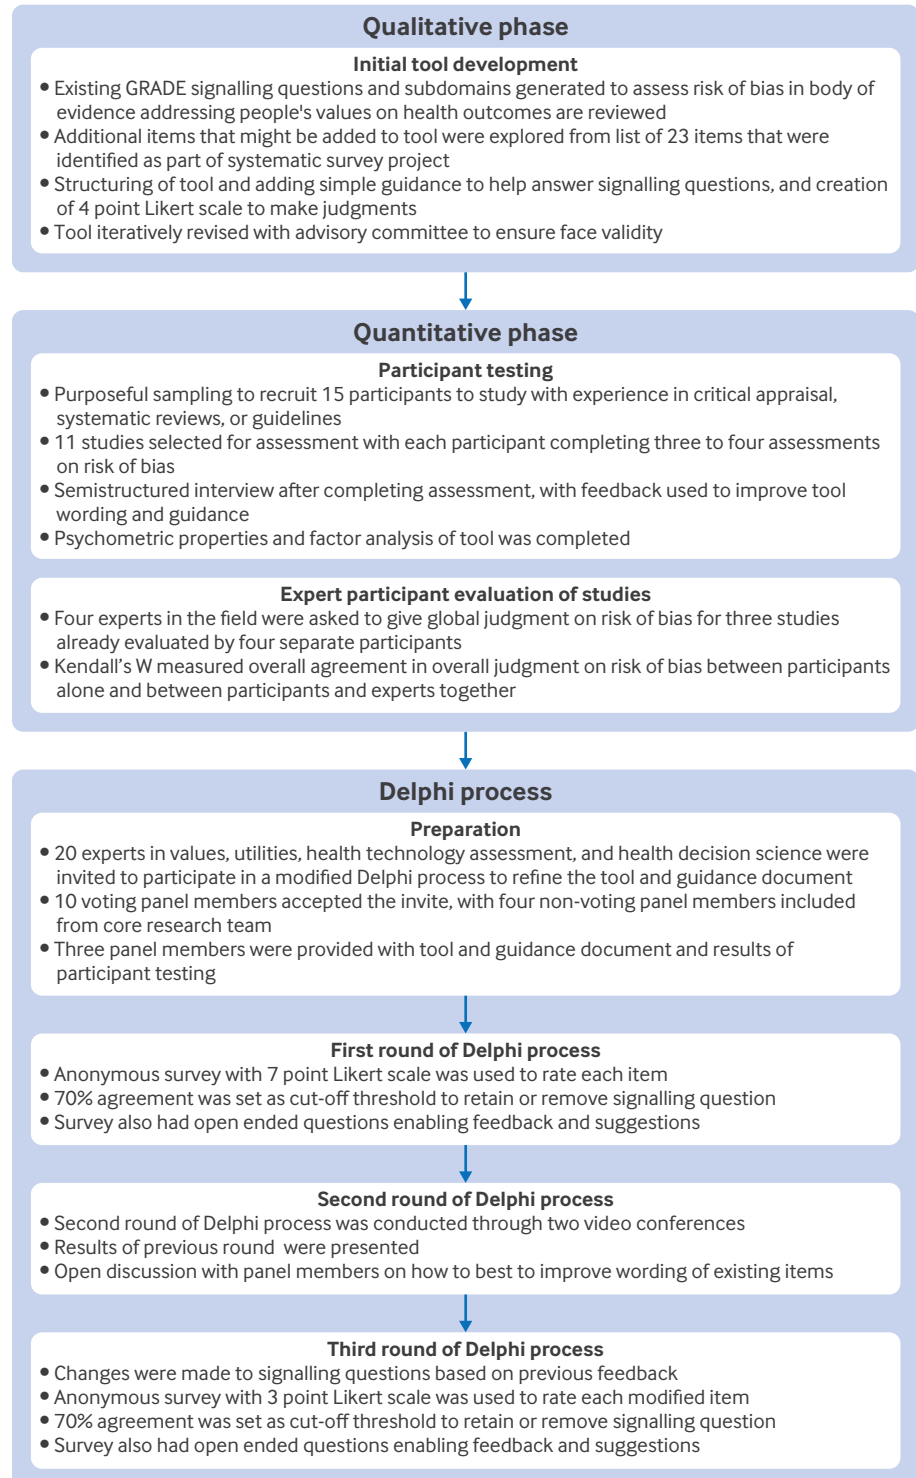 Qualitative phase
Initial tool development
• Existing GRADE signalling questions and subdomains generated to assess risk of bias in body of
evidence addressing people's values on health outcomes are reviewed
• Additional items that might be added to tool were explored from list of 23 items that were
identified as part of systematic survey project
• Structuring of tool and adding simple guidance to help answer signalling questions, and creation
of 4 point Likert scale to make judgments
• Tool iteratively revised with advisory committee to ensure face validity
Quantitative phase
Participant testing
• Purposeful sampling to recruit 15 participants to study with experience in critical appraisal,
systematic reviews, or guidelines
• 11 studies selected for assessment with each participant completing three to four assessments
on risk of bias
• Semistructured interview after completing assessment, with feedback used to improve tool
wording and guidance
• Psychometric properties and factor analysis of tool was completed
Expert participant evaluation of studies
• Four experts in the field were asked to give global judgment on risk of bias for three studies
already evaluated by four separate participants
• Kendall's W measured overall agreement in overall judgment on risk of bias between participants
alone and between participants and experts together
Delphi process
Preparation
• 20 experts in values, utilities, health technology assessment, and health decision science were
invited to participate in a modified Delphi process to refine the tool and guidance document
• 10 voting panel members accepted the invite, with four non-voting panel members included
from core research team
• Three panel members were provided with tool and guidance document and results of
participant testing
First round of Delphi process
• Anonymous survey with 7 point Likert scale was used to rate each item
• 70% agreement was set as cut-off threshold to retain or remove signalling question
• Survey also had open ended questions enabling feedback and suggestions
Second round of Delphi process
• Second round of Delphi process was conducted through two video conferences
• Results of previous round were presented
• Open discussion with panel members on how to best to improve wording of existing items
Third round of Delphi process
• Changes were made to signalling questions based on previous feedback
• Anonymous survey with 3 point Likert scale was used to rate each modified item
• 70% agreement was set as cut-off threshold to retain or remove signalling question
• Survey also had open ended questions enabling feedback and suggestions